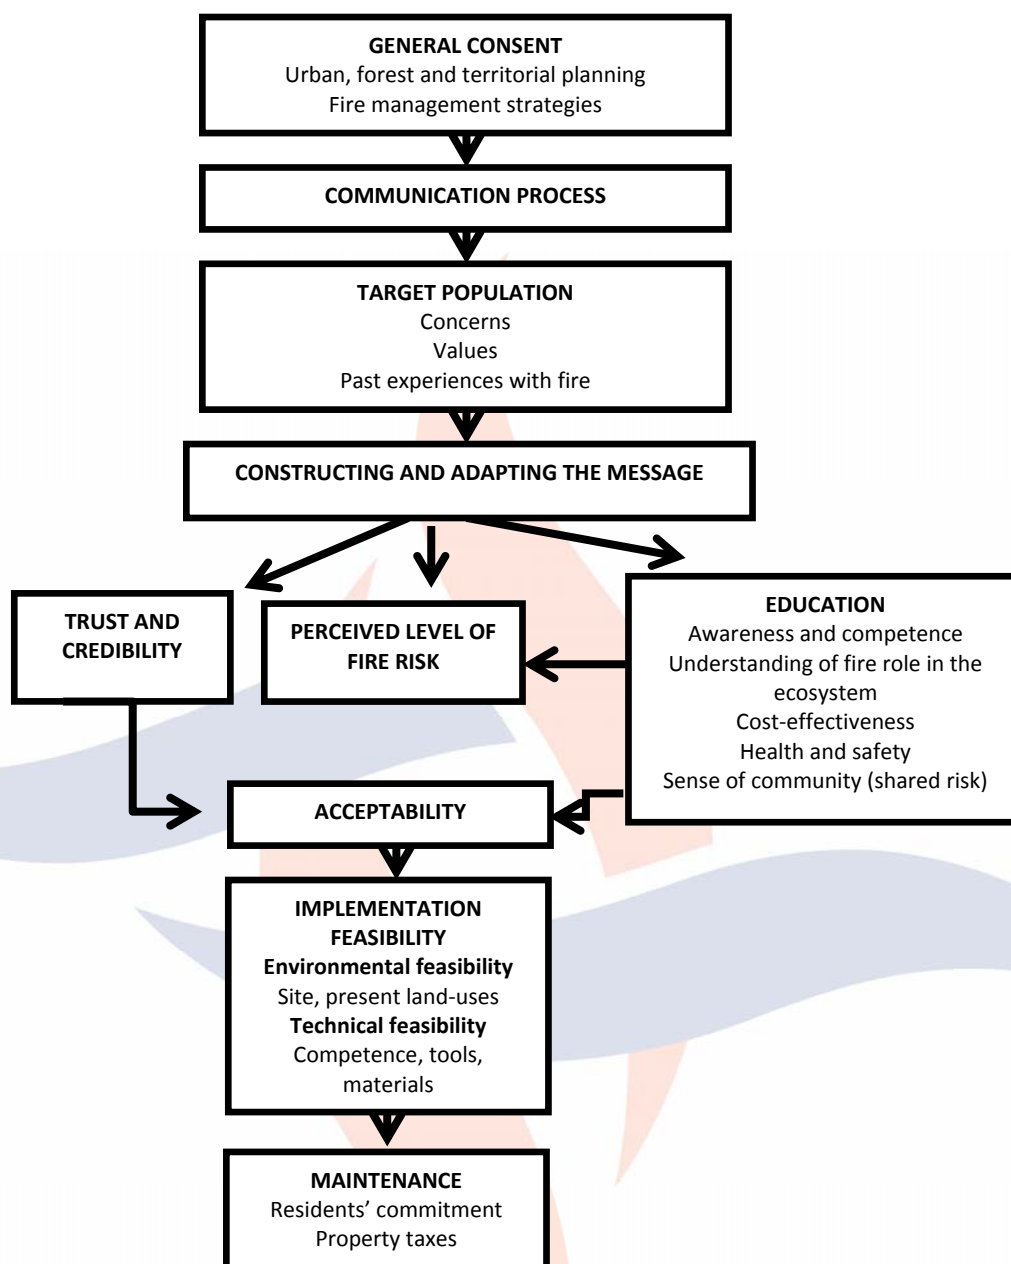 GENERAL CONSENT
Urban, forest and territorial planning
Fire management strategies
COMMUNICATION PROCESS
TARGET POPULATION
Concerns
Values
Past experiences with fire
CONSTRUCTING AND ADAPTING THE MESSAGE
TRUST AND
CREDIBILITY
PERCEIVED LEVEL OF
FIRE RISK
EDUCATION
Awareness and competence
Understanding of fire role in the
ecosystem
Cost-effectiveness
Health and safety
Sense of community (shared risk)
ACCEPTABILITY
IMPLEMENTATION
FEASIBILITY
Environmental feasibility
Site, present land-uses
Technical feasibility
Competence, tools,
materials
MAINTENANCE
Residents’ commitment
Property taxes